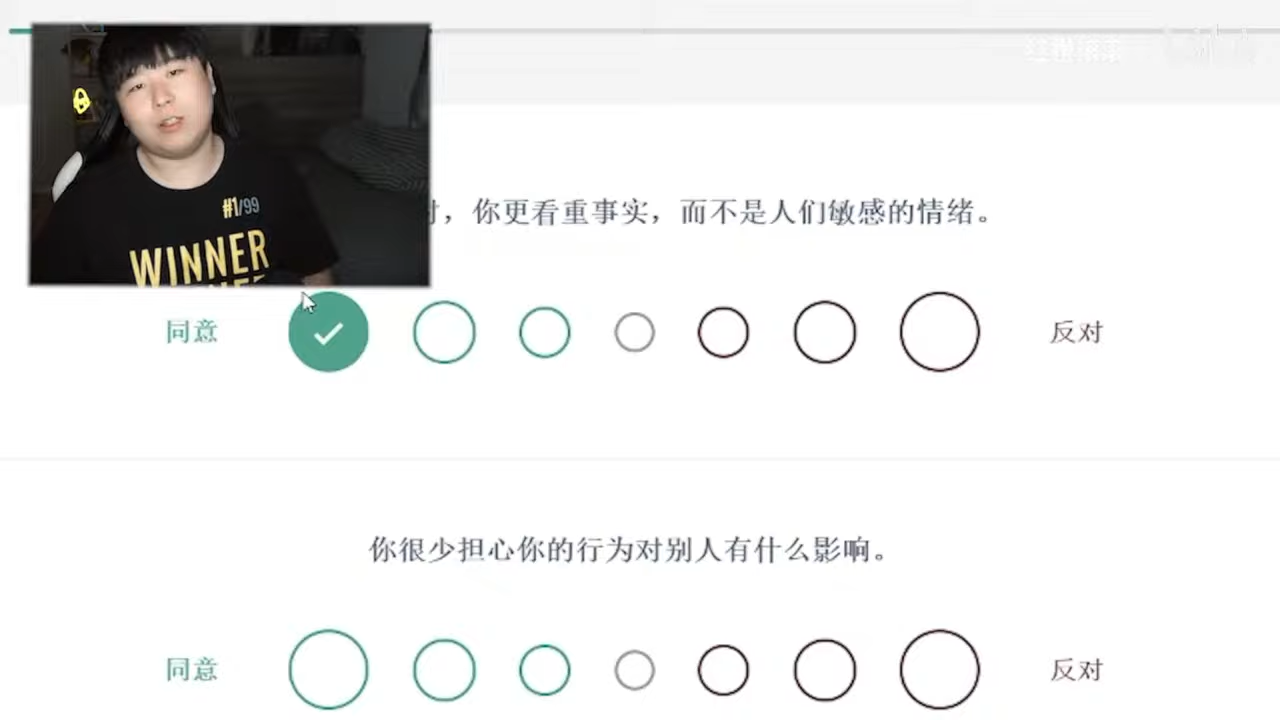 #1/99
WINNER
，你更看重事实，而不是人们敏感的情绪。
同意
反对
你很少担心你的行为对别人有什么影响。
同意
反对